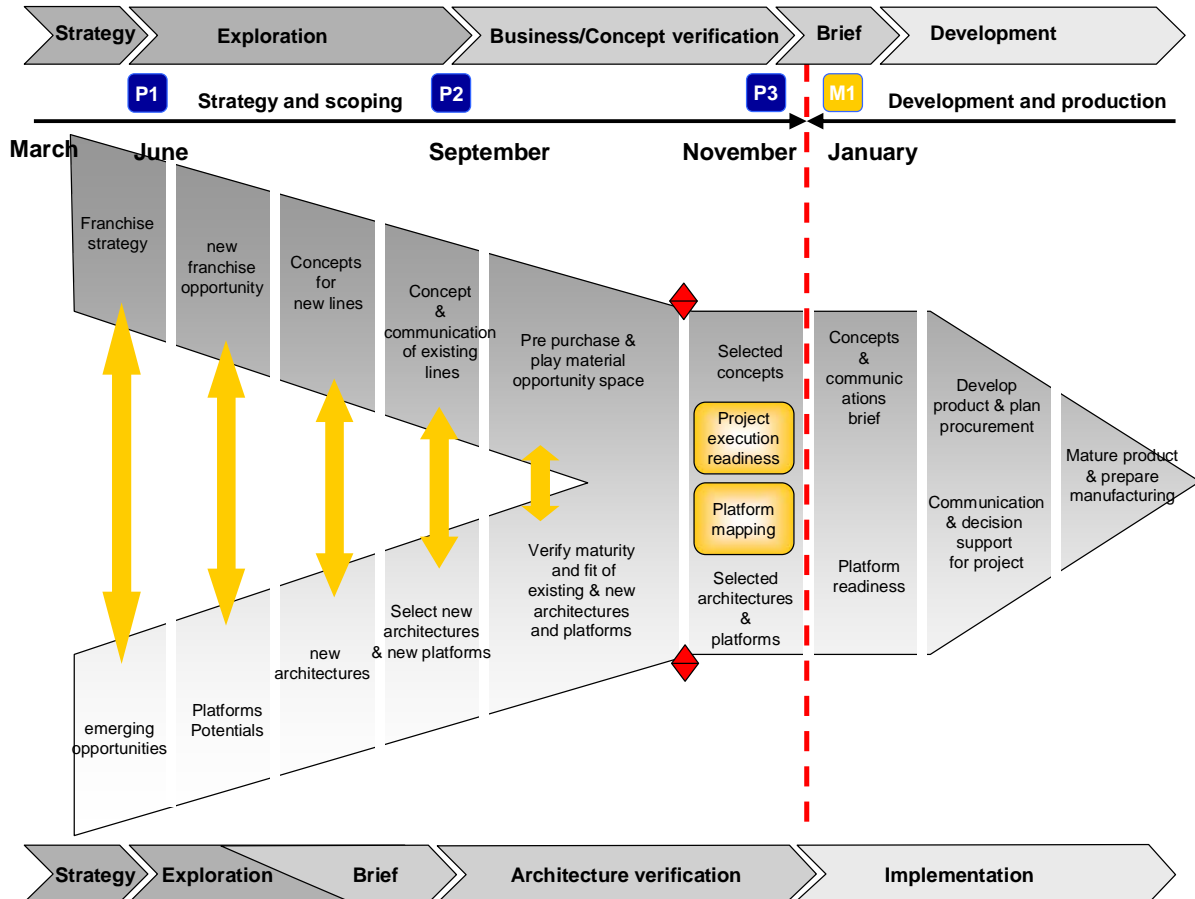 Strategy
Exploration
Business/Concept verification
Brief
Development
P1
Strategy and scoping
P2
P3
M1
Development and production
March
June
September
November
January
Franchise
strategy
new
franchise
opportunity
Concepts
for
new lines
Concept
&
communication
of existing
lines
Pre purchase &
play material
opportunity space
Selected
concepts
Project
execution
readiness
Platform
mapping
Selected
architectures
&
platforms
Concepts
&
communic
ations
brief
Platform
readiness
Develop
product & plan
procurement
Communication
& decision
support
for project
Mature product
& prepare
manufacturing
emerging
opportunities
Platforms
Potentials
new
architectures
Select new
architectures
& new platforms
Verify maturity
and fit of
existing & new
architectures
and platforms
Strategy
Exploration
Brief
Architecture verification
Implementation